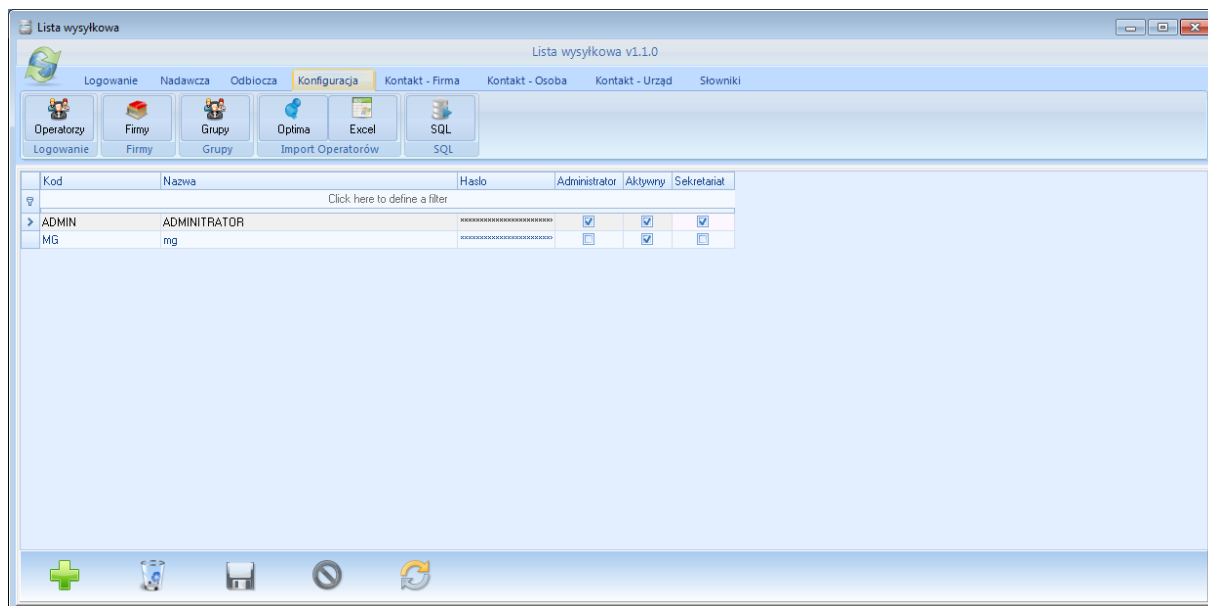 Lista wysyłkowa
Lista wysyłkowa v1.1.0
Logowanie Nadawcza Odbiocza Konfiguracja Kontakt - Firma Kontakt - Osoba Kontakt - Urząd Słowniki
Operatorzy Firmy Grupy Optima Excel SQL
Logowanie Firmy Grupy Import Operatorów SQL
Kod Nazwa Haslo Administrator Aktywny Sekretariat
Click here to define a filter
ADMIN ADMINITRATOR
MG mg